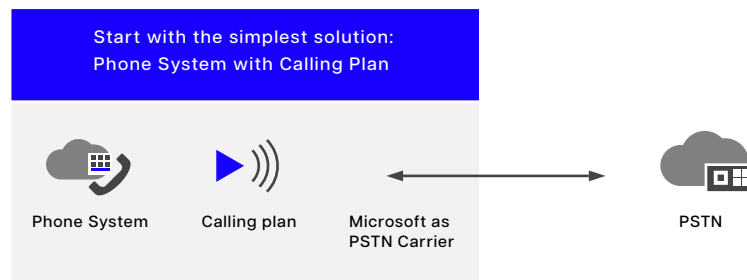 Start with the simplest solution:
Phone System with Calling Plan
Phone System
Calling plan
Microsoft as
PSTN Carrier
PSTN